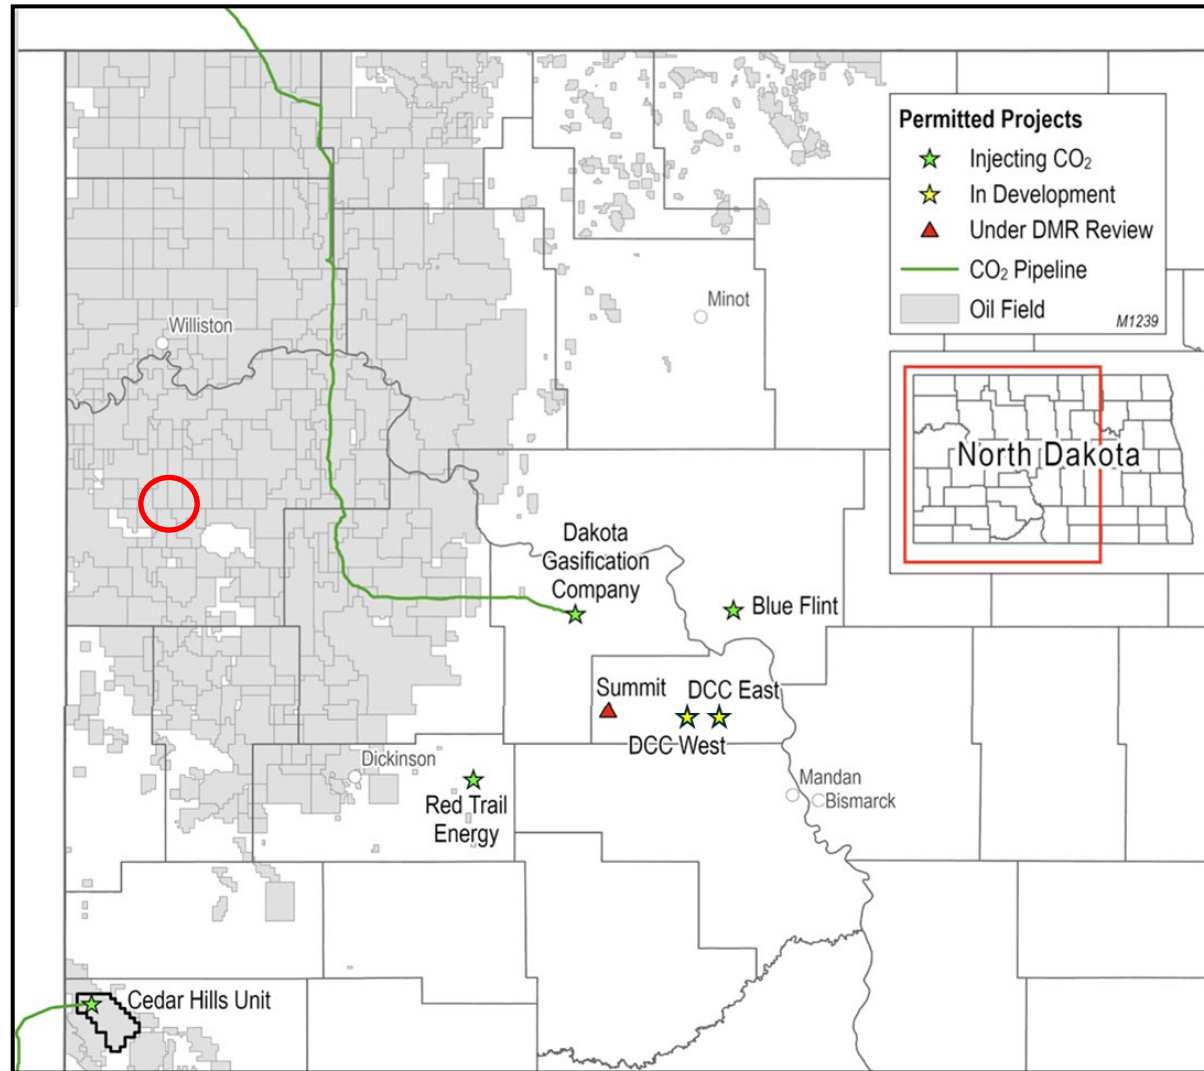 Permitted Projects
Injecting CO₂
In Development
Under DMR Review
CO₂ Pipeline
Oil Field
M1239
Minot
Williston
North Dakota
Dakota
Gasification
Company
Blue Flint
Summit
DCC East
DCC West
Dickinson
Mandan
Bismarck
Red Trail
Energy
Cedar Hills Unit